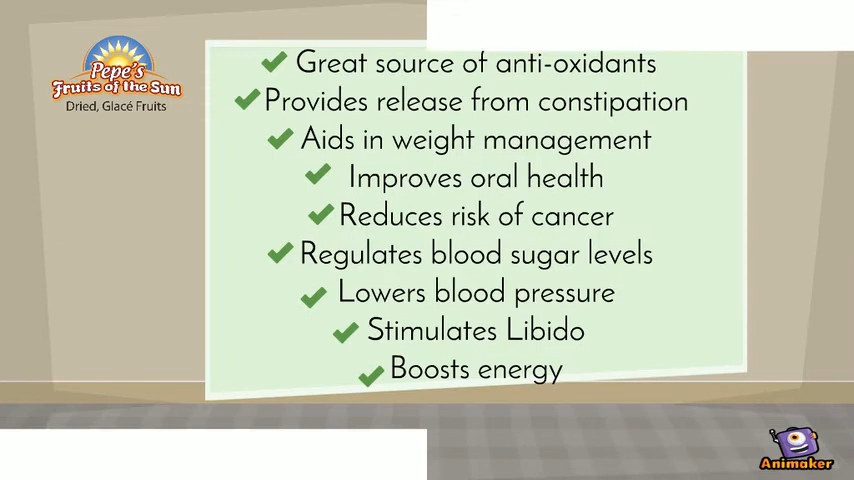 Pepe's
Fruits of the Sun
Dried, Glacé Fruits
Great source of anti-oxidants
Provides release from constipation
Aids in weight management
Improves oral health
Reduces risk of cancer
Regulates blood sugar levels
Lowers blood pressure
Stimulates Libido
Boosts energy
Animaker